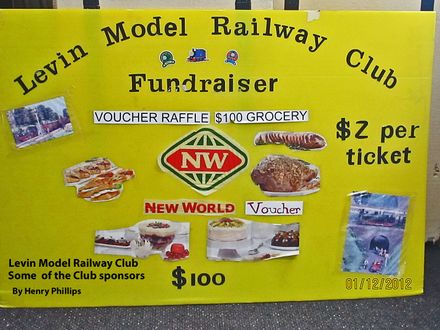 Levin Model Railway Club
Fundraiser
VOUCHER RAFFLE $100 GROCERY
$2 per
ticket
NW
NEW WORLD Voucher
$100
Levin Model Railway Club
Some of the Club sponsors
By Henry Phillips
01/12/2012